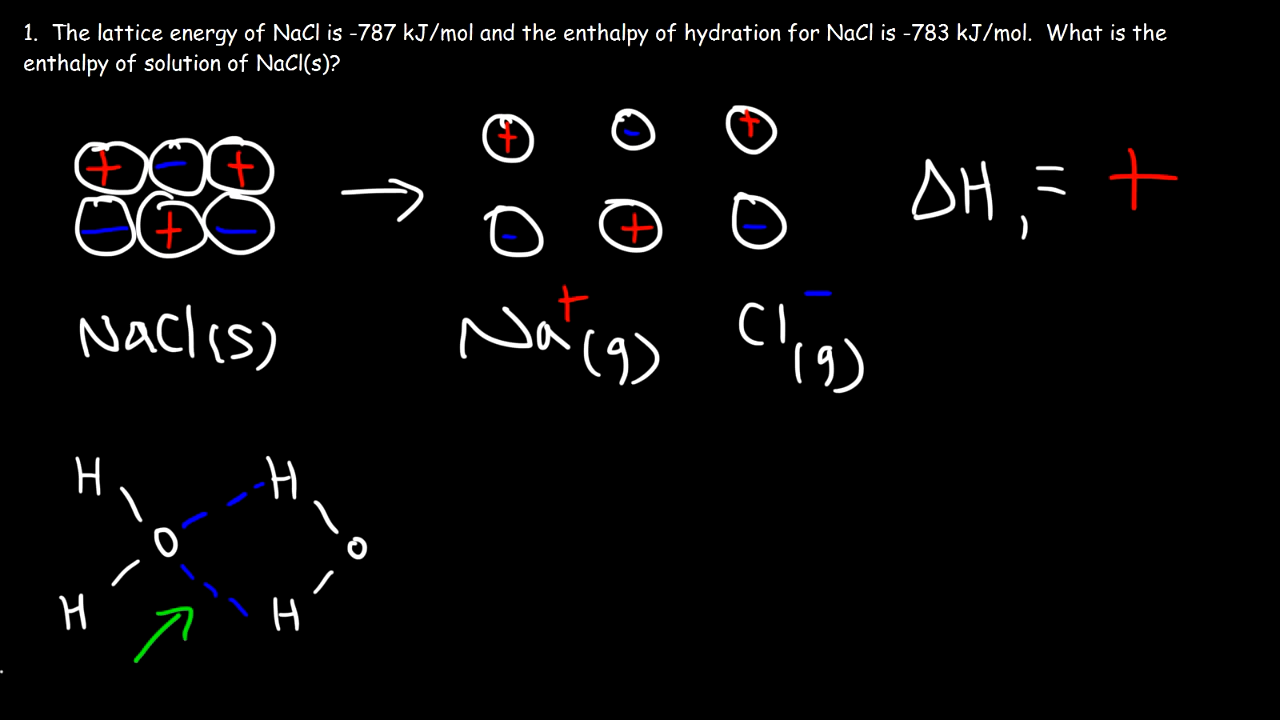 1. The lattice energy of NaCl is -787 kJ/mol and the enthalpy of hydration for NaCl is -783 kJ/mol. What is the
enthalpy of solution of NaCl(s)?
+ - + → + - + ΔH₁ = +
- + - - + -
NaCl(s) Na⁺(g) Cl⁻(g)
H H
O O
H H